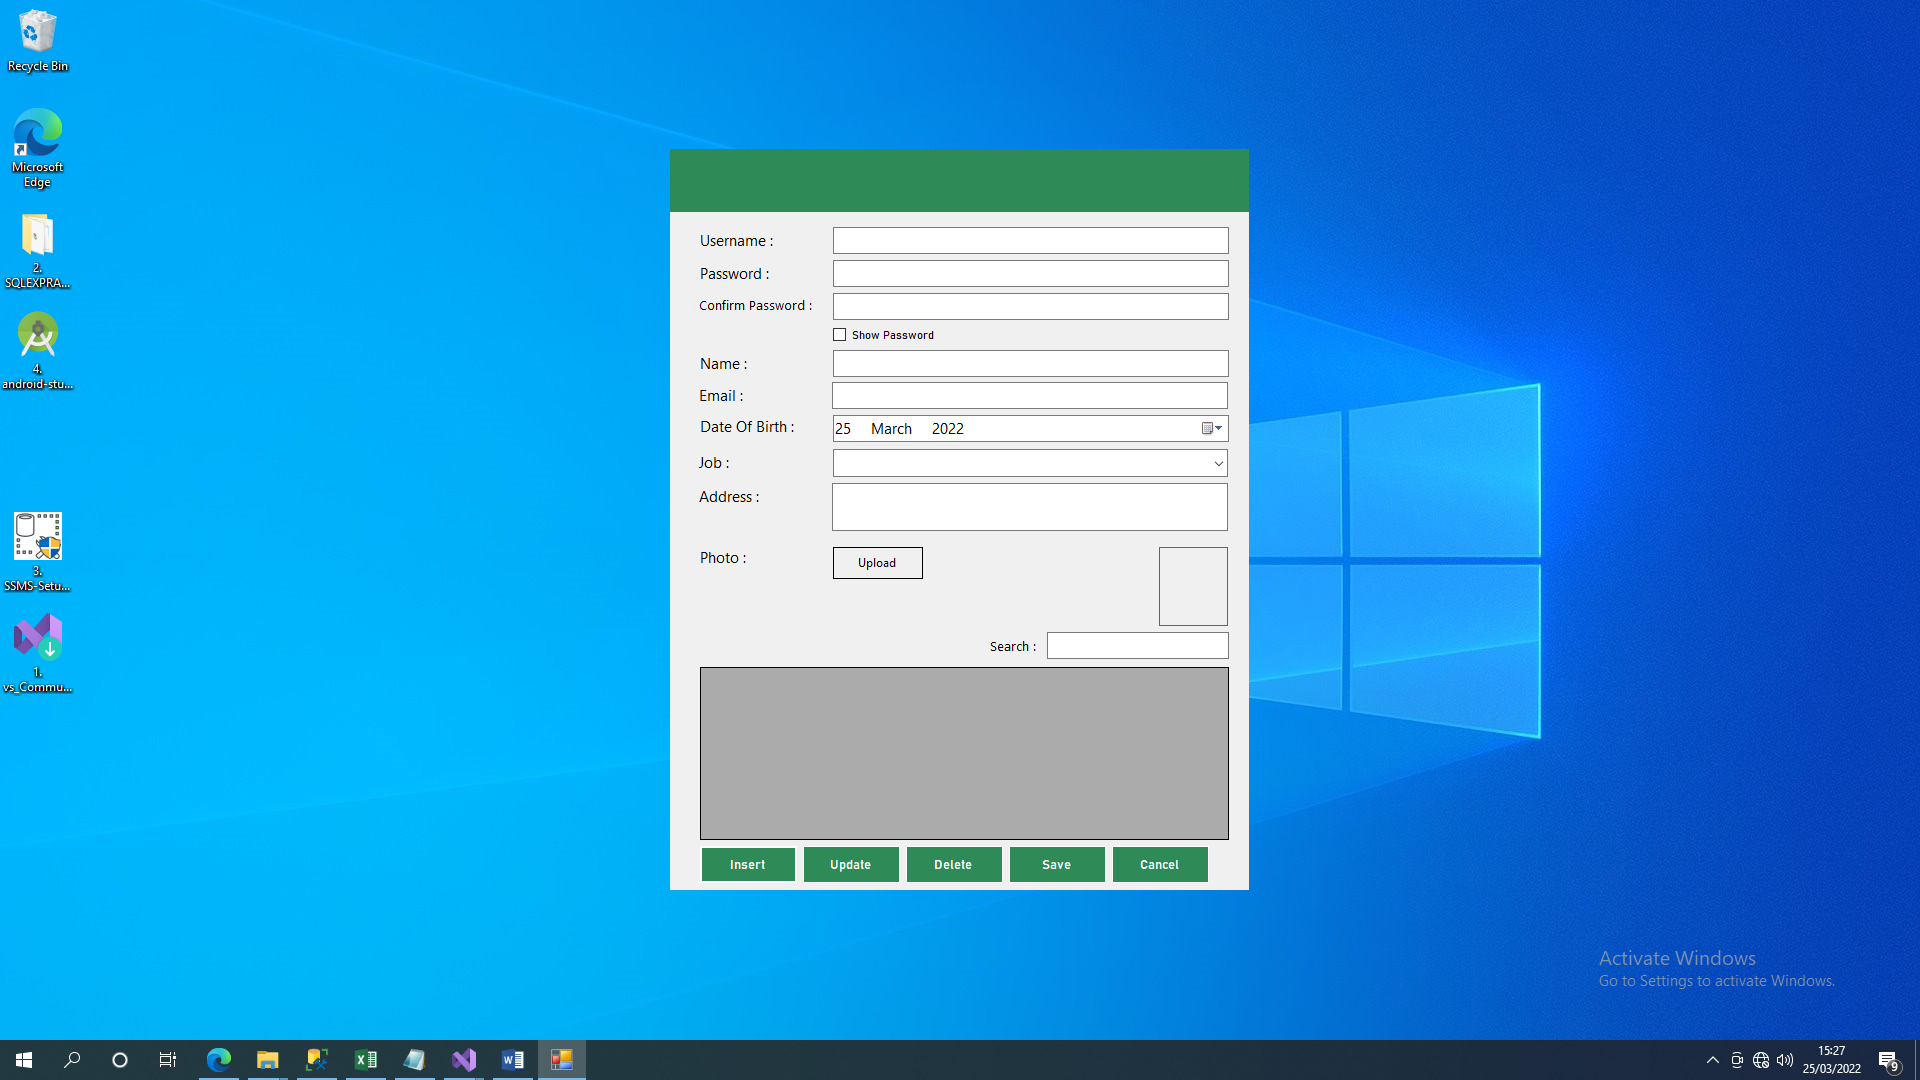 Recycle Bin
Microsoft
Edge
2.
SQLEXPRA...
4.
android-stu...
3.
SSMS-Setu...
1.
vs_Commu...
Username :
Password :
Confirm Password :
Show Password
Name :
Email :
Date Of Birth :
25 March 2022
Job :
Address :
Photo :
Upload
Search :
Insert
Update
Delete
Save
Cancel
Activate Windows
Go to Settings to activate Windows.
15:27
25/03/2022
9